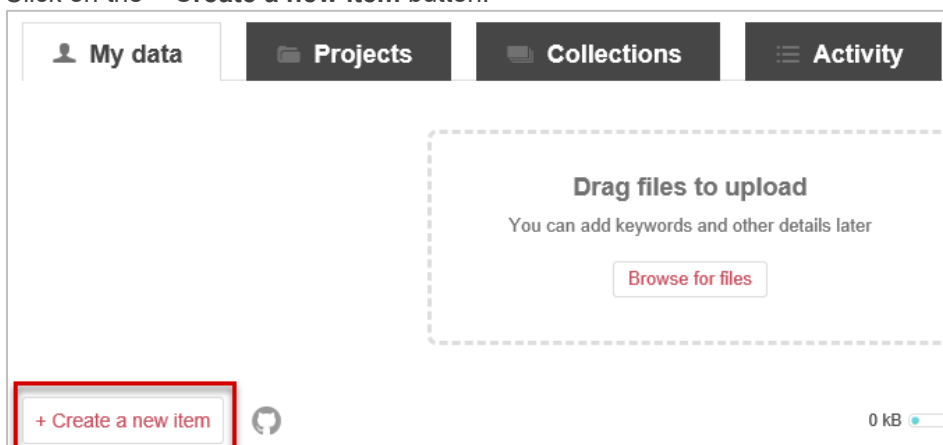 My data Projects Collections Activity
Drag files to upload
You can add keywords and other details later
Browse for files
+ Create a new item 0 kB